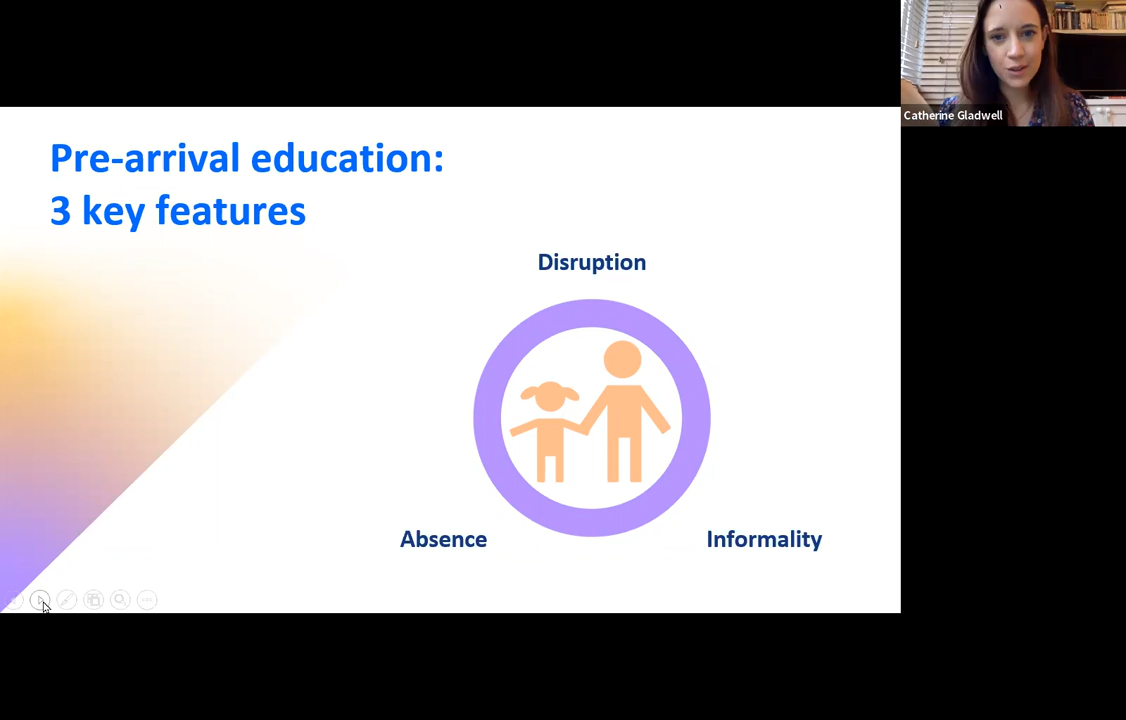 Catherine Gladwell
Pre-arrival education:
3 key features
Disruption
Absence
Informality